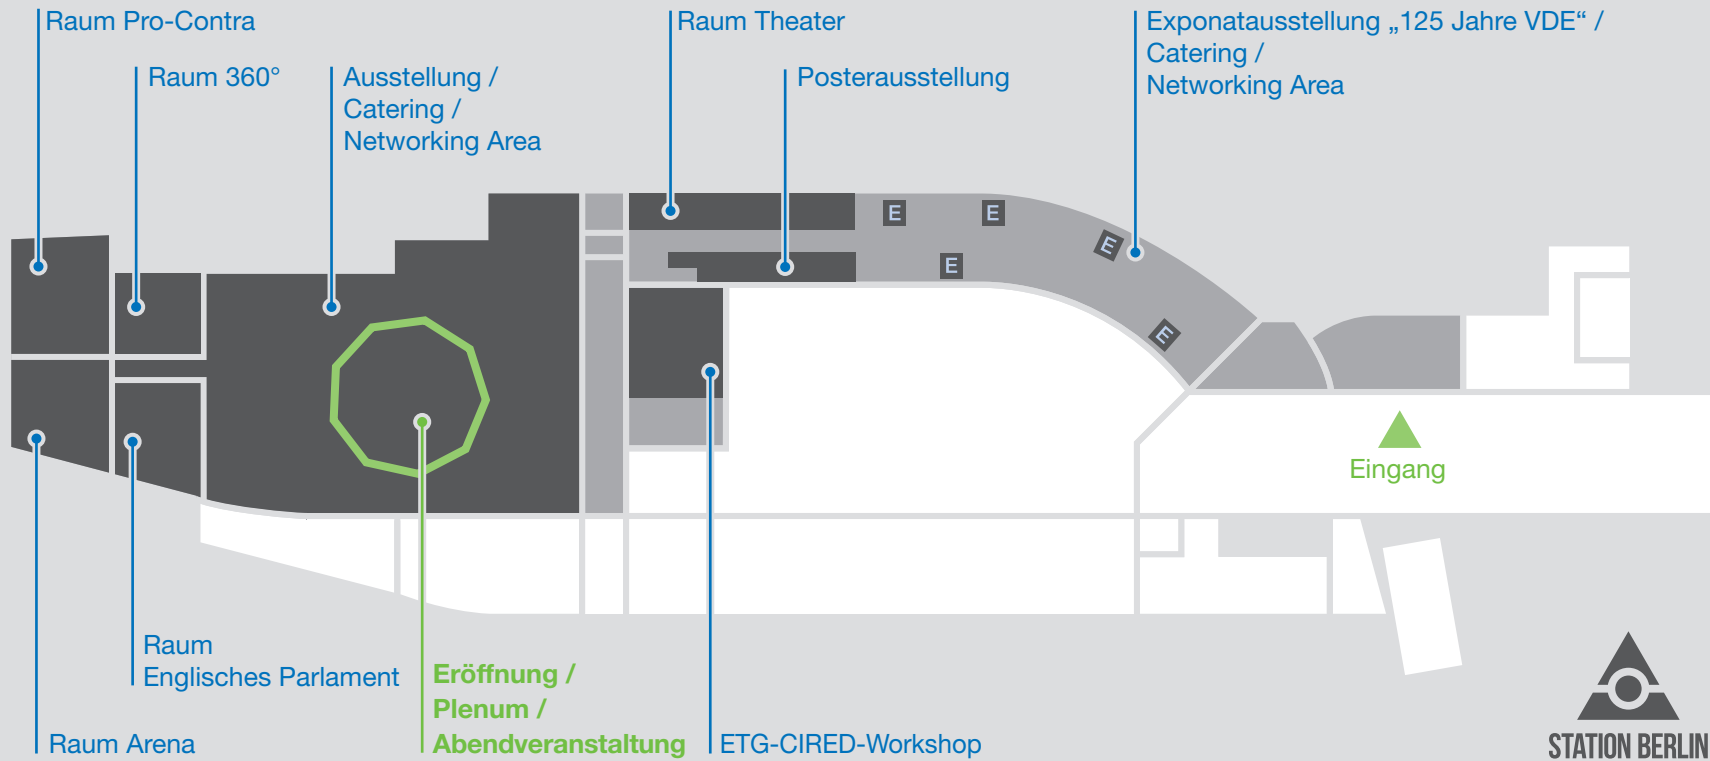 Raum Pro-Contra
Raum 360°
Ausstellung /
Catering /
Networking Area
Raum Theater
Posterausstellung
Exponatausstellung „125 Jahre VDE“ /
Catering /
Networking Area
E
E
E
E
E
Eingang
Raum
Englisches Parlament
Raum Arena
Eröffnung /
Plenum /
Abendveranstaltung
ETG-CIRED-Workshop
STATION BERLIN